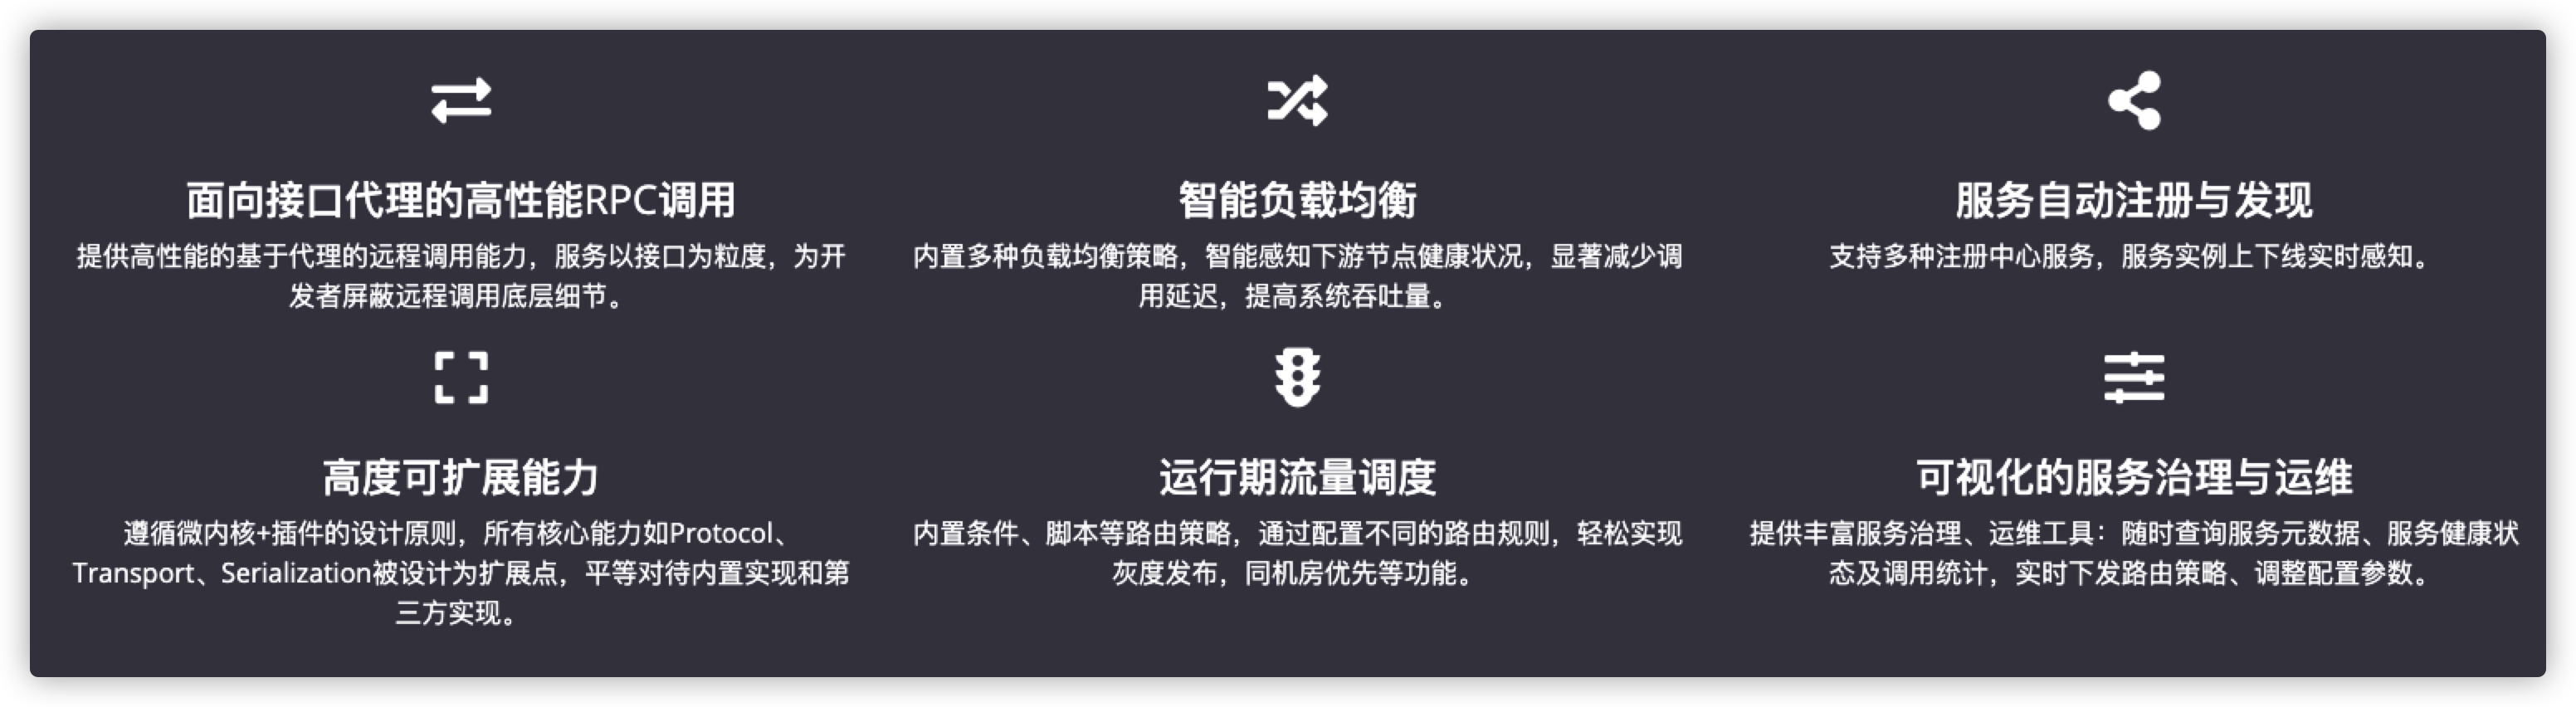 面向接口代理的高性能RPC调用
提供高性能的基于代理的远程调用能力，服务以接口为粒度，为开
发者屏蔽远程调用底层细节。
智能负载均衡
内置多种负载均衡策略，智能感知下游节点健康状况，显著减少调
用延迟，提高系统吞吐量。
服务自动注册与发现
支持多种注册中心服务，服务实例上下线实时感知。
高度可扩展能力
遵循微内核+插件的设计原则，所有核心能力如Protocol、
Transport、Serialization被设计为扩展点，平等对待内置实现和第
三方实现。
运行期流量调度
内置条件、脚本等路由策略，通过配置不同的路由规则，轻松实现
灰度发布，同机房优先等功能。
可视化的服务治理与运维
提供丰富服务治理、运维工具：随时查询服务元数据、服务健康状
态及调用统计，实时下发路由策略、调整配置参数。